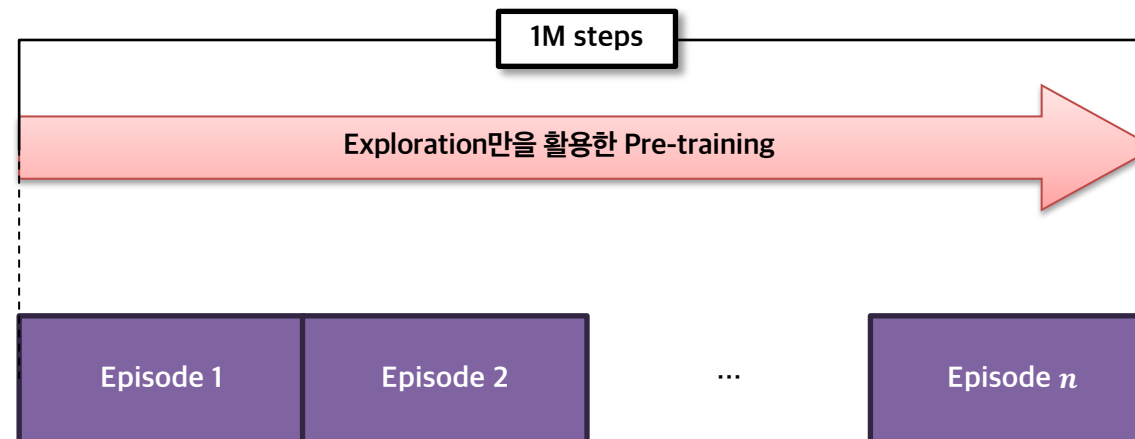 1M steps
Exploration만을 활용한 Pre-training
Episode 1
Episode 2
...
Episode n